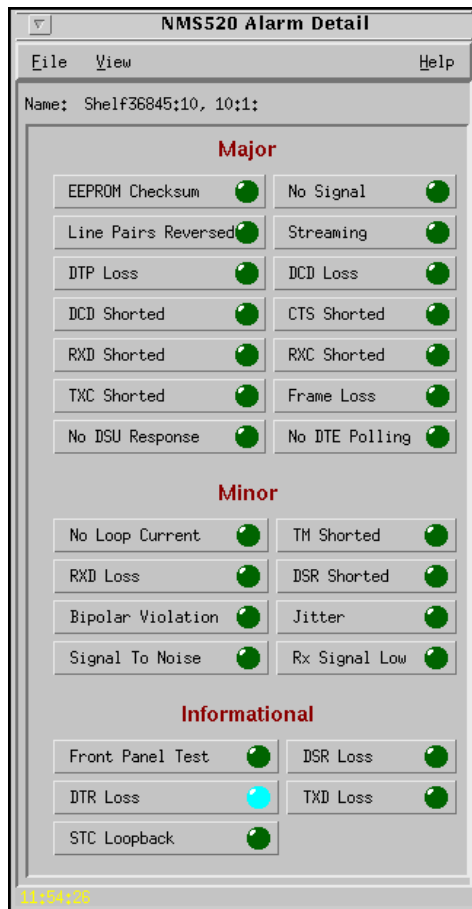 NMS520 Alarm Detail
File View Help
Name: Shelf36845:10, 10:1:
Major
EEPROM Checksum No Signal
Line Pairs Reversed Streaming
DTP Loss DCD Loss
DCD Shorted CTS Shorted
RXD Shorted RXC Shorted
TXC Shorted Frame Loss
No DSU Response No DTE Polling
Minor
No Loop Current TM Shorted
RXD Loss DSR Shorted
Bipolar Violation Jitter
Signal To Noise Rx Signal Low
Informational
Front Panel Test DSR Loss
DTR Loss TXD Loss
STC Loopback
11:54:26